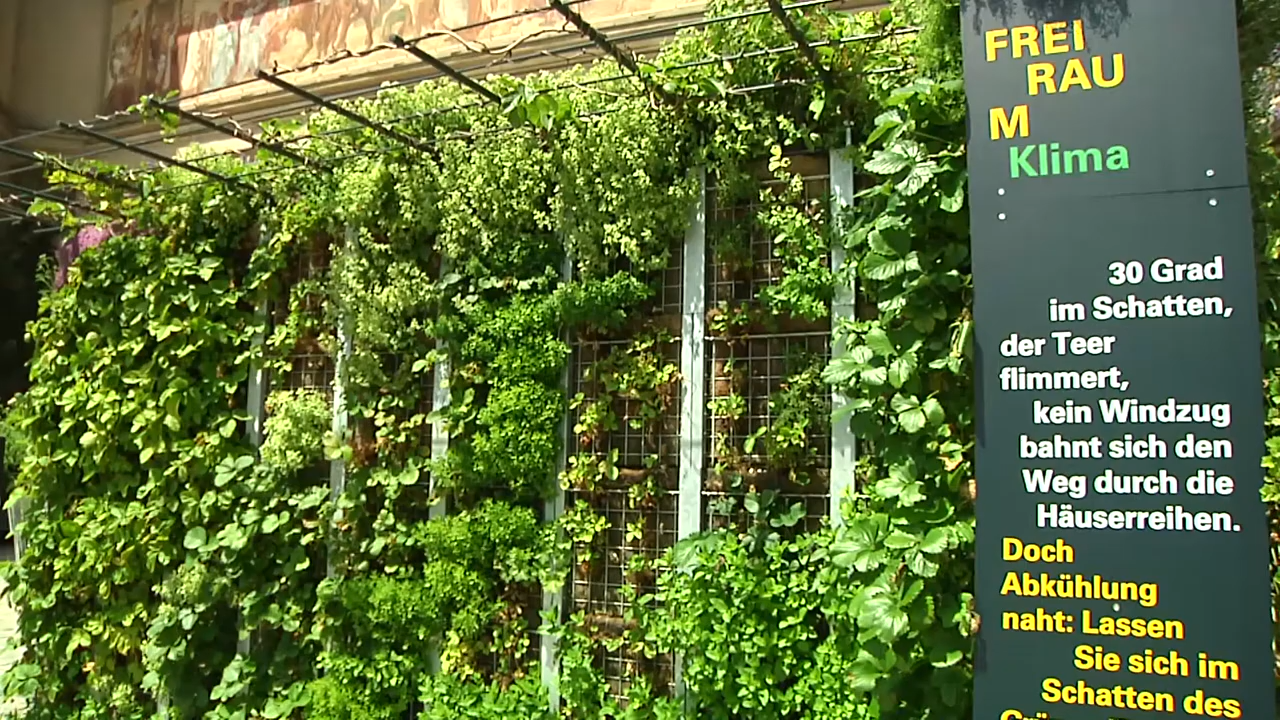 FREI
RAU
M
Klima
30 Grad
im Schatten,
der Teer
flimmert,
kein Windzug
bahnt sich den
Weg durch die
Häuserreihen.
Doch
Abkühlung
naht: Lassen
Sie sich im
Schatten des